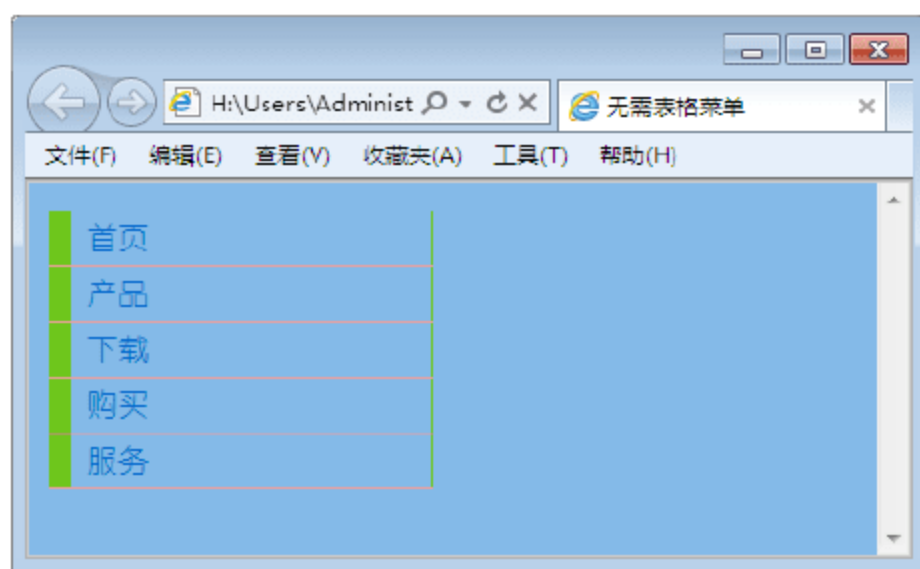 H:\Users\Administ
无需表格菜单
文件(F) 编辑(E) 查看(V) 收藏夹(A) 工具(T) 帮助(H)
首页
产品
下载
购买
服务